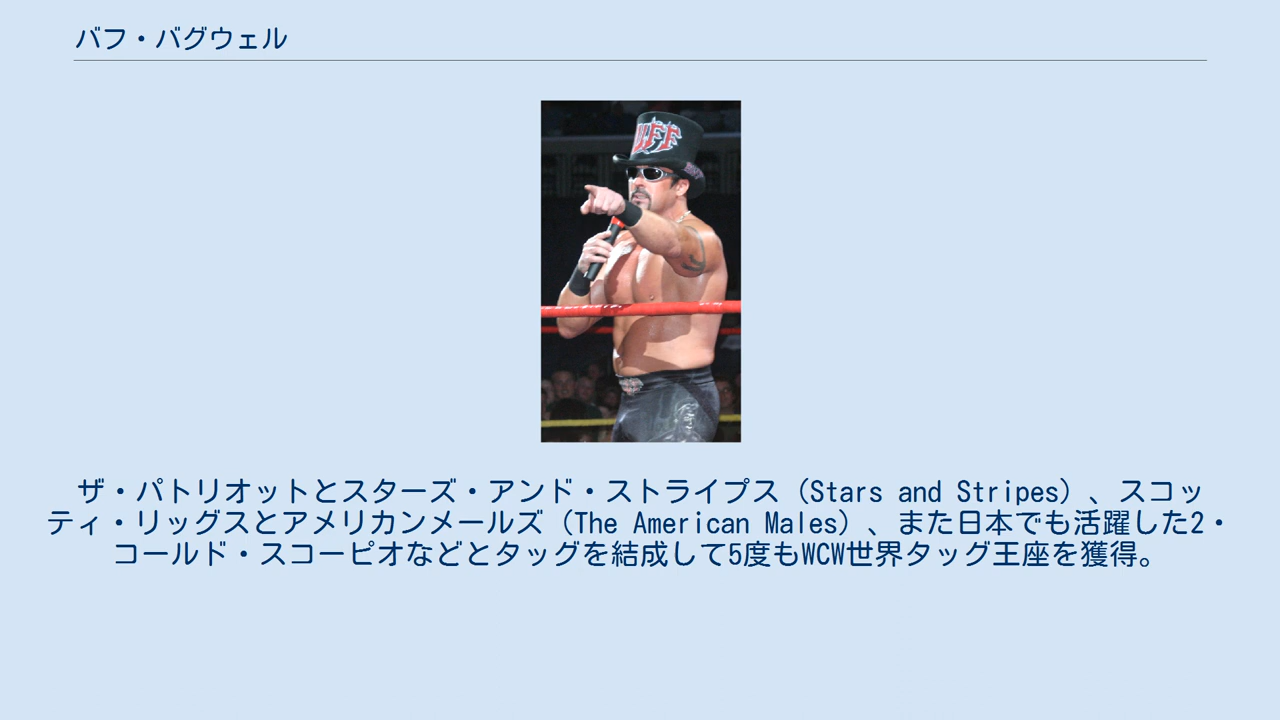 バフ・バグウェル
UFF
ザ・パトリオットとスターズ・アンド・ストライプス（Stars and Stripes）、スコッ
ティ・リッグスとアメリカンメールズ（The American Males）、また日本でも活躍した2・
コールド・スコーピオなどとタッグを結成して5度もWCW世界タッグ王座を獲得。